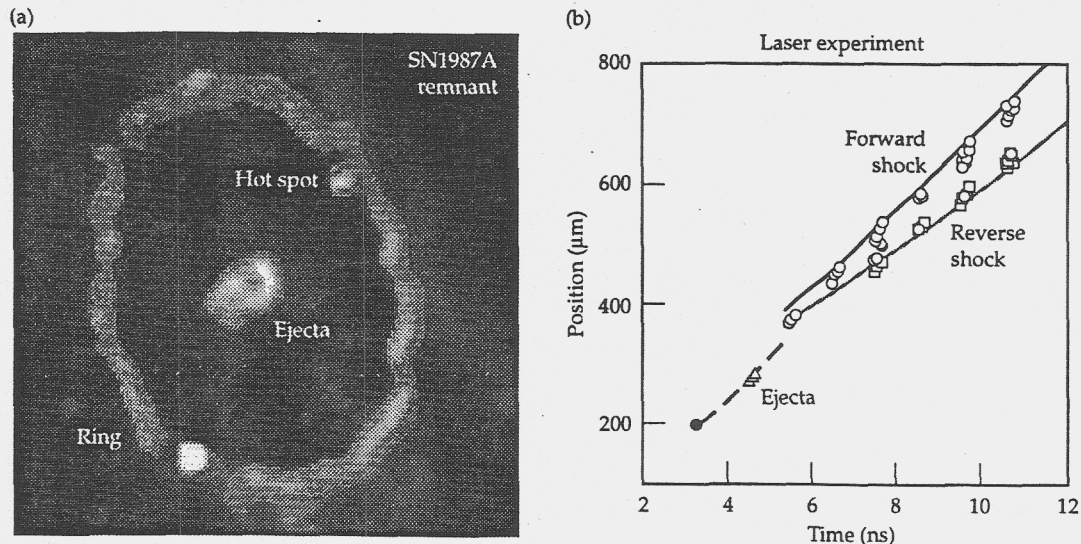 (a)
SN1987A
remnant
Hot spot
Ejecta
Ring
(b)
Laser experiment
800
600
400
200
Position (µm)
Forward
shock
Reverse
shock
Ejecta
2
4
6
8
10
12
Time (ns)